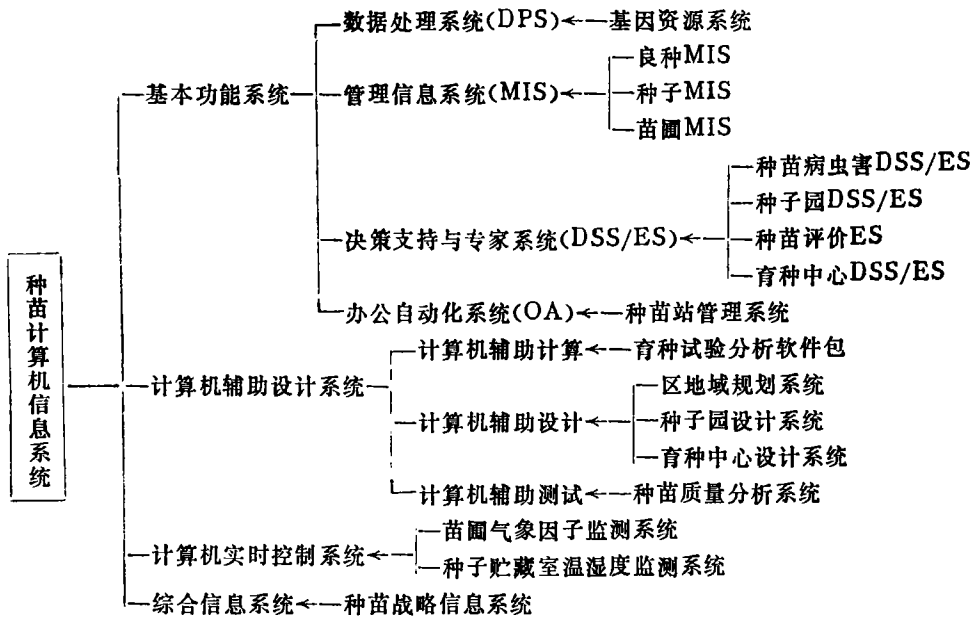 种苗计算机信息系统
基本功能系统
数据处理系统(DPS)
基因资源系统
管理信息系统(MIS)
良种MIS
种子MIS
苗圃MIS
决策支持与专家系统(DSS/ES)
种苗病虫害DSS/ES
种子园DSS/ES
种苗评价ES
育种中心DSS/ES
办公自动化系统(OA)
种苗站管理系统
计算机辅助设计系统
计算机辅助计算
育种试验分析软件包
计算机辅助设计
区地域规划系统
种子园设计系统
育种中心设计系统
计算机辅助测试
种苗质量分析系统
计算机实时控制系统
苗圃气象因子监测系统
种子贮藏室温湿度监测系统
综合信息系统
种苗战略信息系统